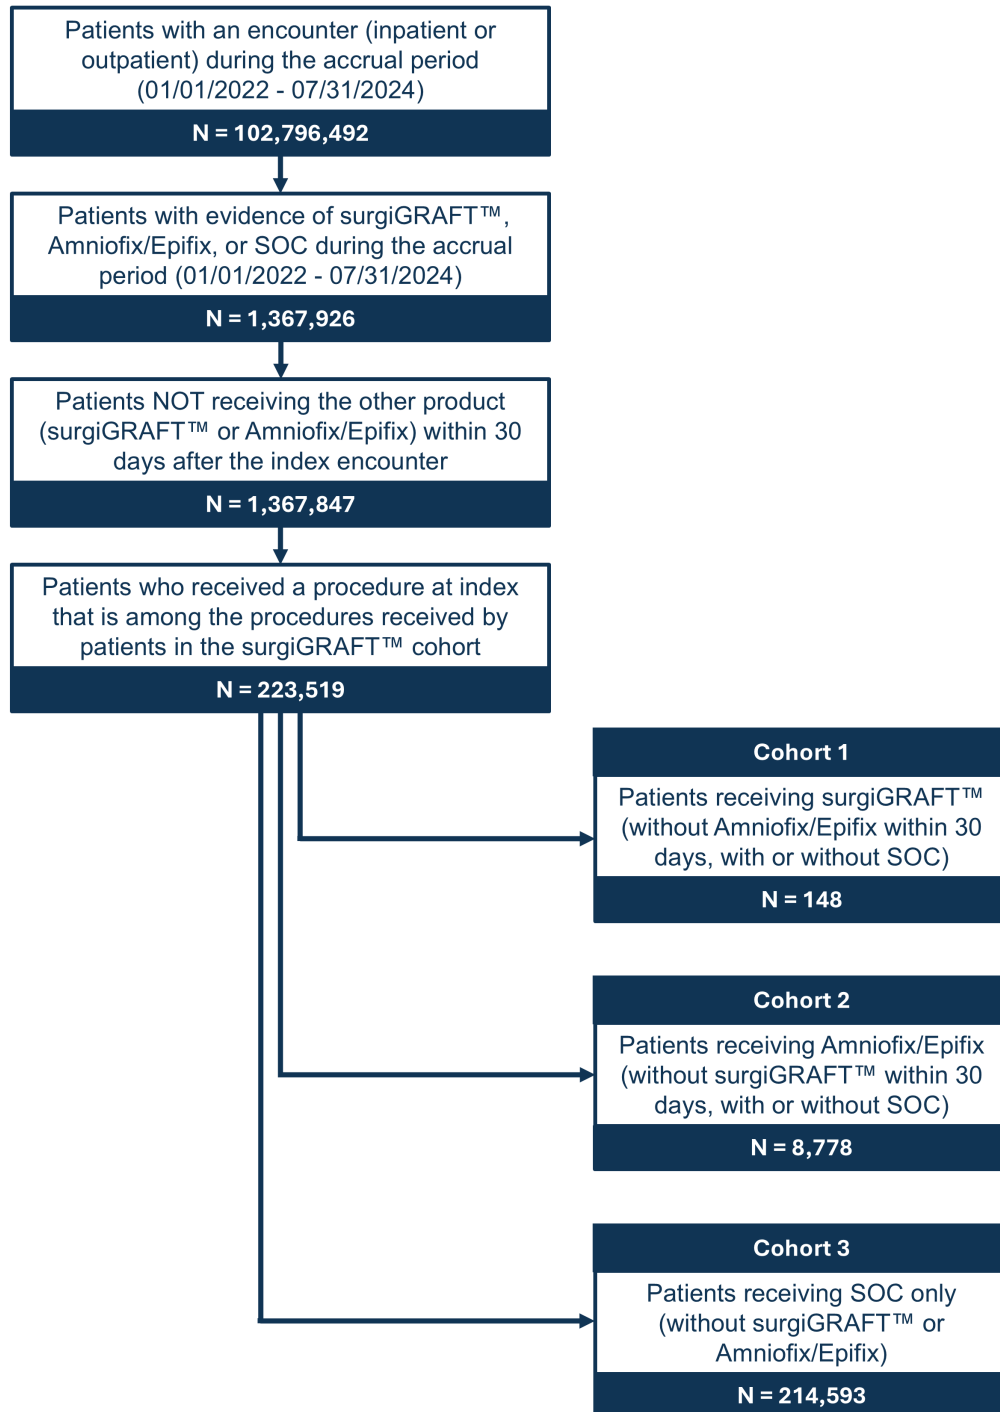 Patients with an encounter (inpatient or
outpatient) during the accrual period
(01/01/2022 - 07/31/2024)
N = 102,796,492
Patients with evidence of surgiGRAFT™,
Amniofix/Epifix, or SOC during the accrual
period (01/01/2022 - 07/31/2024)
N = 1,367,926
Patients NOT receiving the other product
(surgiGRAFT™ or Amniofix/Epifix) within 30
days after the index encounter
N = 1,367,847
Patients who received a procedure at index
that is among the procedures received by
patients in the surgiGRAFT™ cohort
N = 223,519
Cohort 1
Patients receiving surgiGRAFT™
(without Amniofix/Epifix within 30
days, with or without SOC)
N = 148
Cohort 2
Patients receiving Amniofix/Epifix
(without surgiGRAFT™ within 30
days, with or without SOC)
N = 8,778
Cohort 3
Patients receiving SOC only
(without surgiGRAFT™ or
Amniofix/Epifix)
N = 214,593